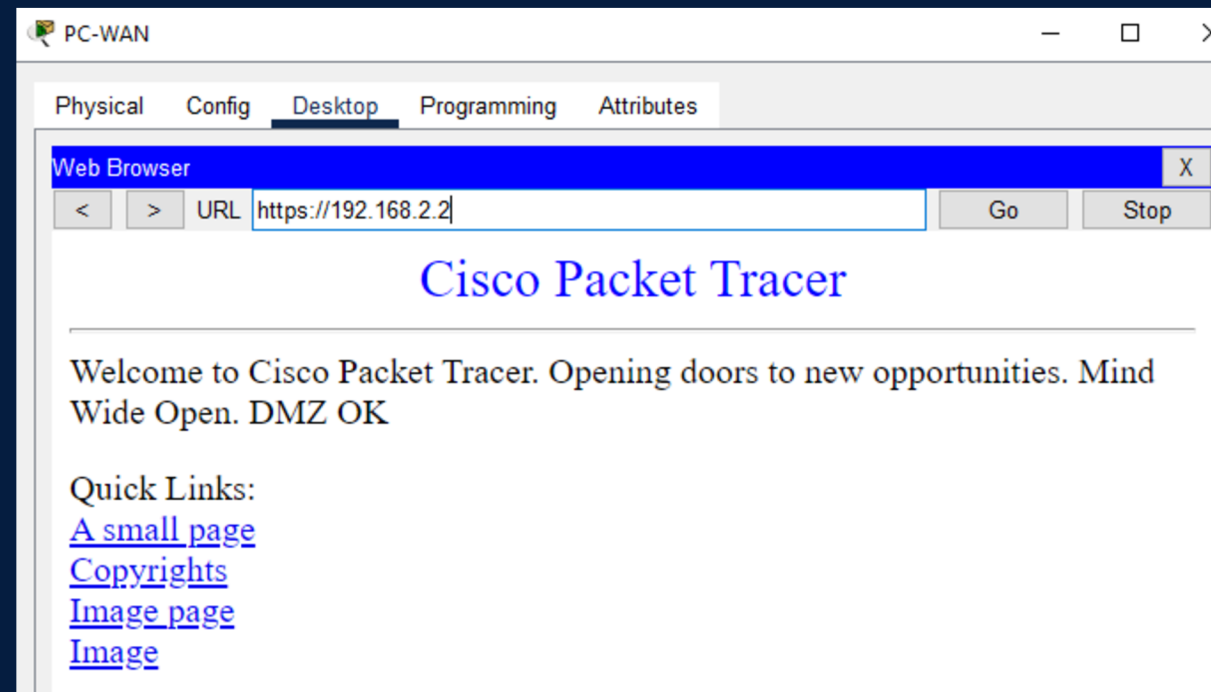 PC-WAN
Physical Config Desktop Programming Attributes
Web Browser X
< > URL https://192.168.2.2 Go Stop
Cisco Packet Tracer
Welcome to Cisco Packet Tracer. Opening doors to new opportunities. Mind
Wide Open. DMZ OK
Quick Links:
A small page
Copyrights
Image page
Image